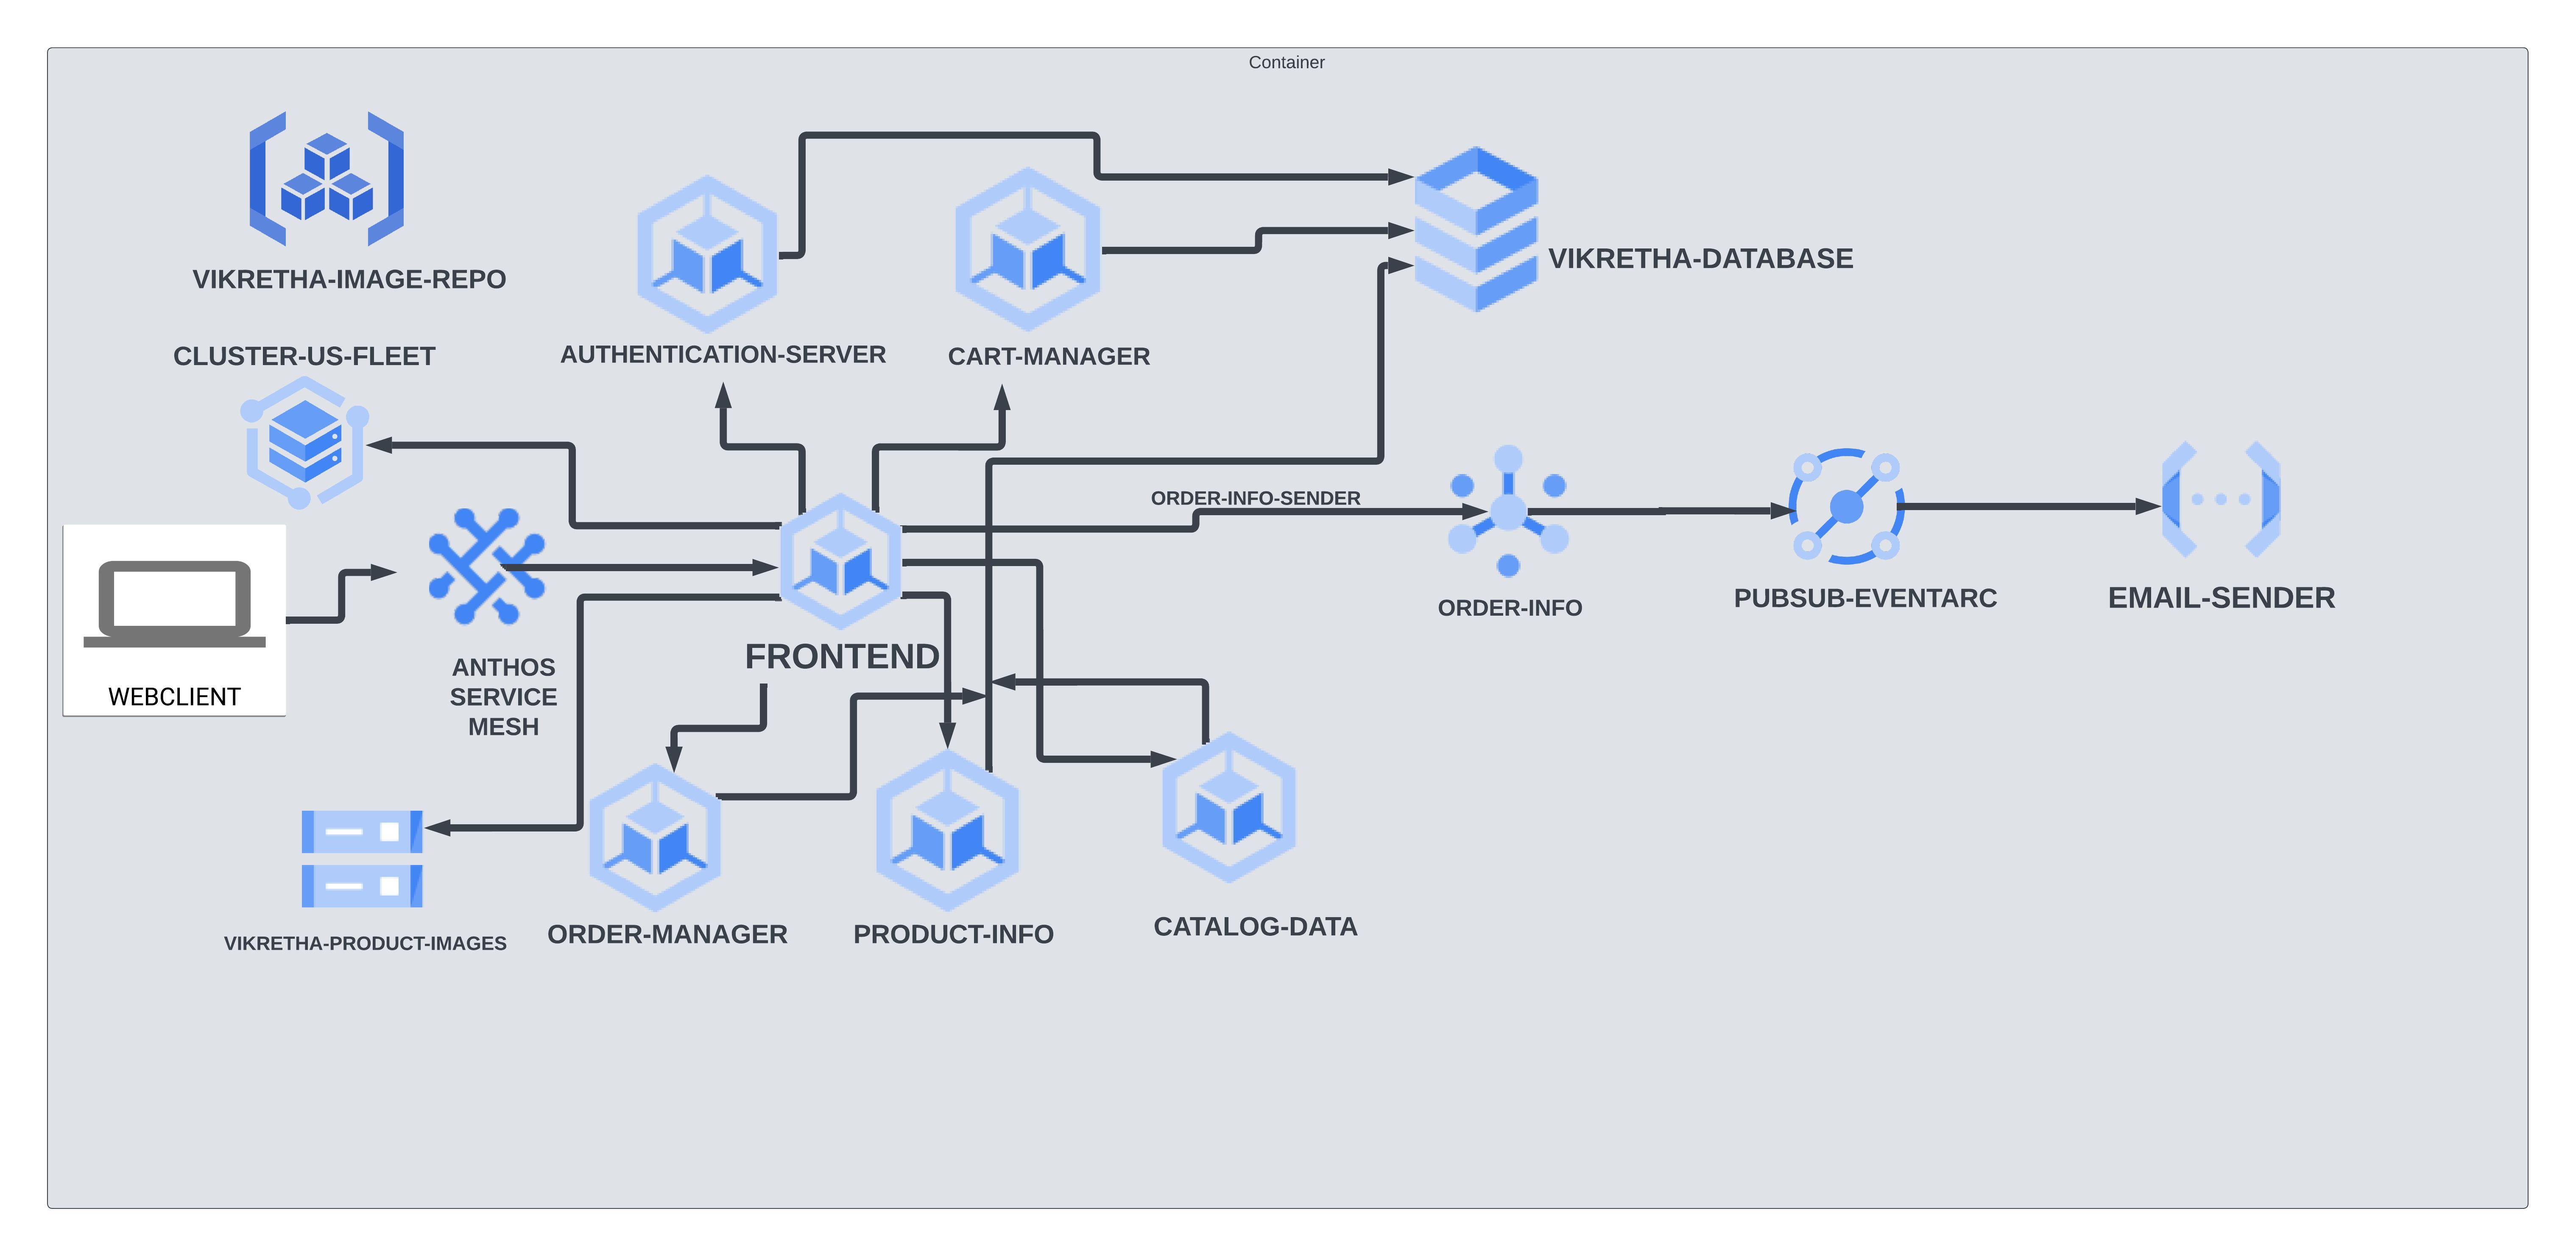 Container
VIKRETHA-IMAGE-REPO
VIKRETHA-DATABASE
CLUSTER-US-FLEET
AUTHENTICATION-SERVER
CART-MANAGER
ORDER-INFO-SENDER
ORDER-INFO
PUBSUB-EVENTARC
EMAIL-SENDER
WEBCLIENT
ANTHOS
SERVICE
MESH
FRONTEND
VIKRETHA-PRODUCT-IMAGES
ORDER-MANAGER
PRODUCT-INFO
CATALOG-DATA